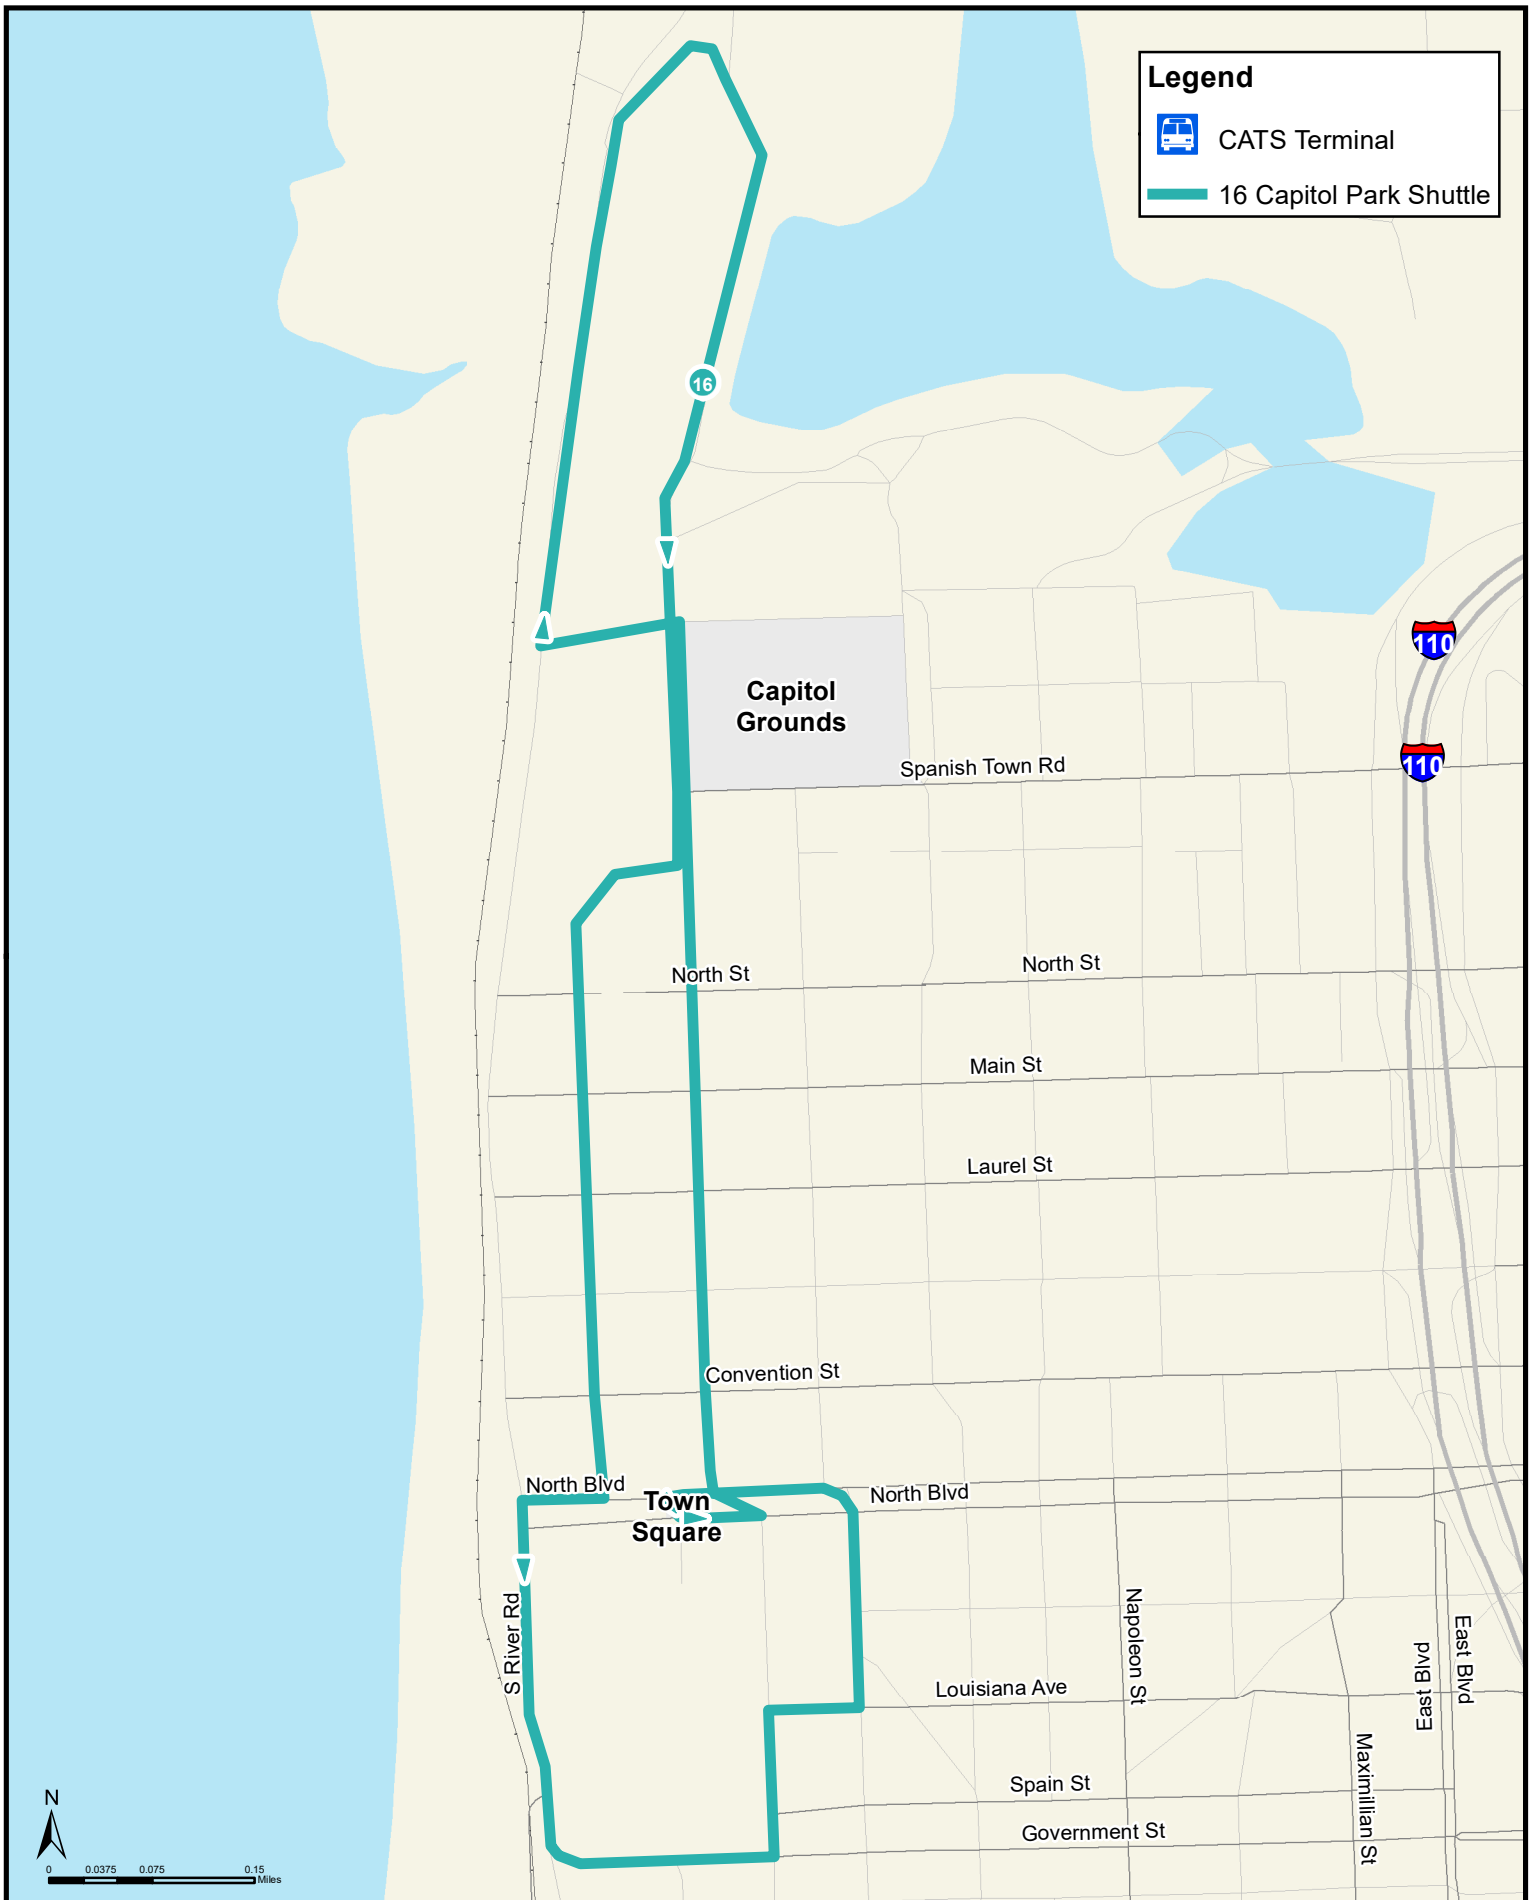 Legend
CATS Terminal
16 Capitol Park Shuttle
16
110
Capitol
Grounds
110
Spanish Town Rd
North St
North St
Main St
Laurel St
Convention St
North Blvd
Town
Square
North Blvd
S River Rd
Napoleon St
East Blvd
East Blvd
Louisiana Ave
Maximillian St
Spain St
Government St
N
0 0.0375 0.075 0.15
Miles